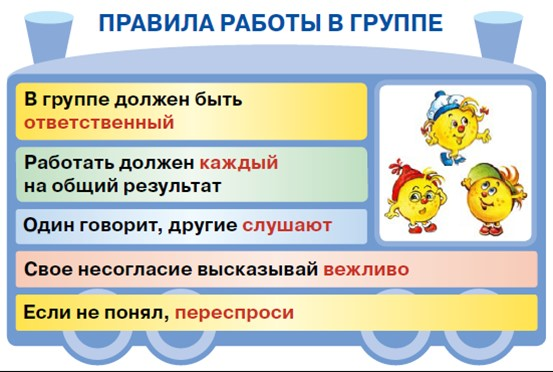 ПРАВИЛА РАБОТЫ В ГРУППЕ
В группе должен быть
ответственный
Работать должен каждый
на общий результат
Один говорит, другие слушают
Свое несогласие высказывай вежливо
Если не понял, переспроси